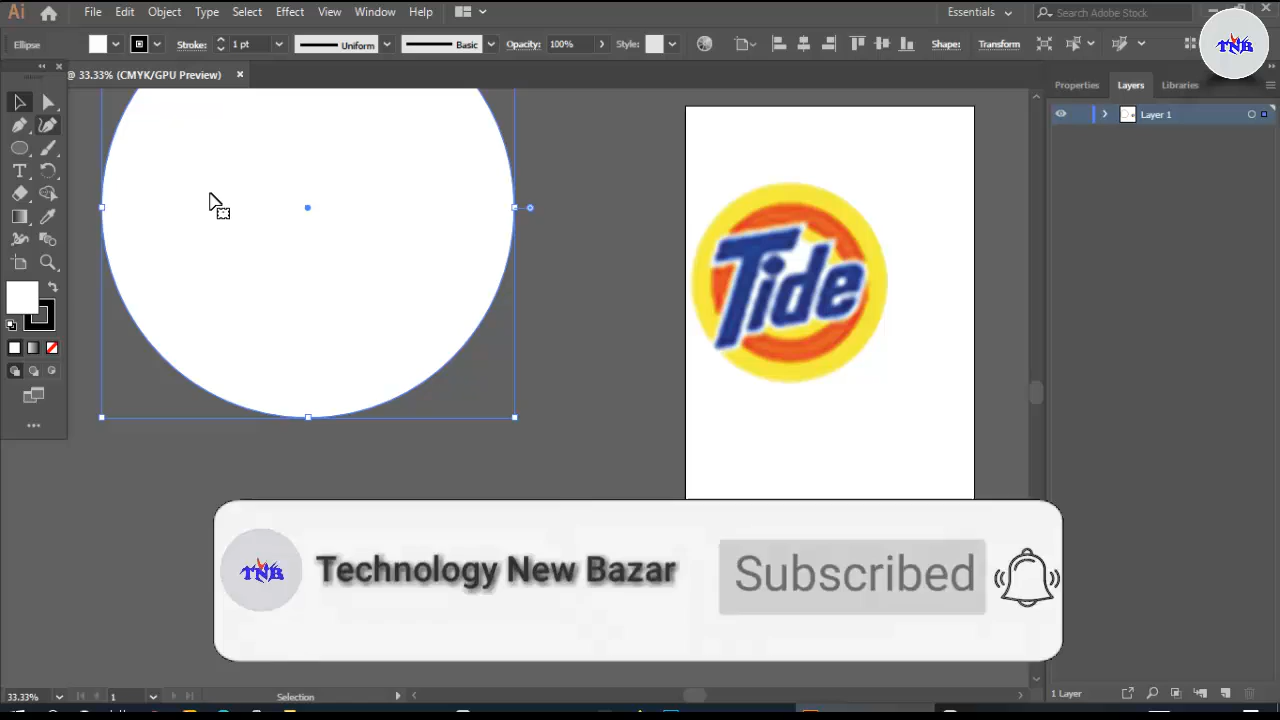 Ai File Edit Object Type Select Effect View Window Help Essentials Search Adobe Stock
Ellipse Stroke: 1 pt Uniform Basic Opacity: 100% Style: Shape: Transform
TNB
@ 33.33% (CMYK/GPU Preview) ×
Properties Layers Libraries
Layer 1
Tide
TNB Technology New Bazar Subscribed
33.33% 1 Selection 1 Layer